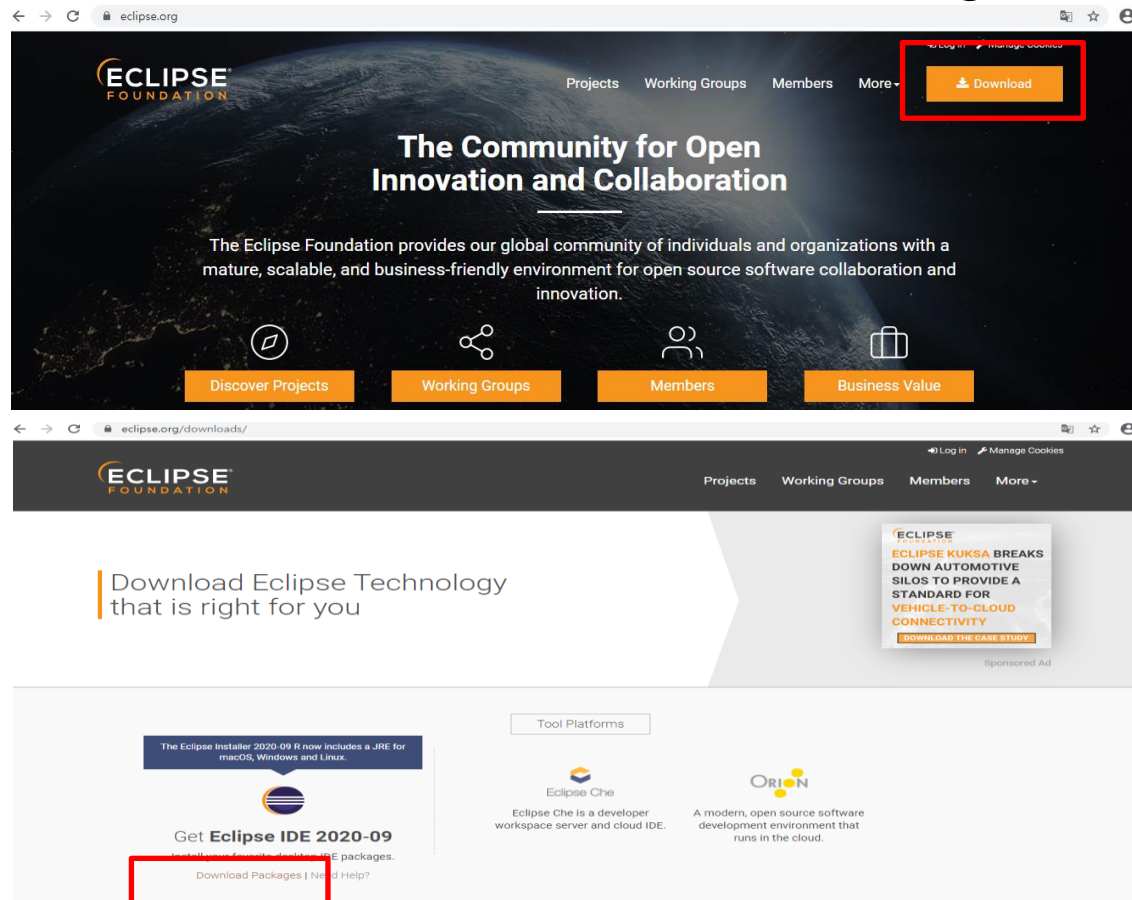 eclipse.org
Log in Manage Cookies
ECLIPSE
FOUNDATION
Projects Working Groups Members More
Download
The Community for Open
Innovation and Collaboration
The Eclipse Foundation provides our global community of individuals and organizations with a
mature, scalable, and business-friendly environment for open source software collaboration and
innovation.
Discover Projects Working Groups Members Business Value
eclipse.org/downloads/
Log in Manage Cookies
ECLIPSE
FOUNDATION
Projects Working Groups Members More
Download Eclipse Technology
that is right for you
ECLIPSE
FOUNDATION
ECLIPSE KUKSA BREAKS
DOWN AUTOMOTIVE
SILOS TO PROVIDE A
STANDARD FOR
VEHICLE-TO-CLOUD
CONNECTIVITY
DOWNLOAD THE CASE STUDY
Sponsored Ad
Tool Platforms
The Eclipse Installer 2020-09 R now includes a JRE for
macOS, Windows and Linux.
Get Eclipse IDE 2020-09
Install your favorite desktop IDE packages.
Download Packages | Need Help?
Eclipse Che
Eclipse Che is a developer
workspace server and cloud IDE.
ORION
A modern, open source software
development environment that
runs in the cloud.